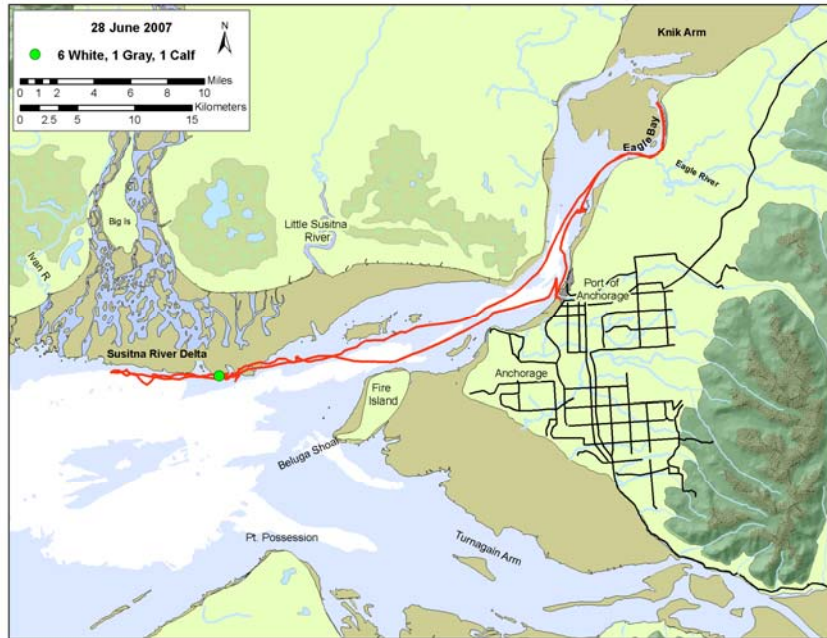 28 June 2007
N
6 White, 1 Gray, 1 Calf
Miles
0 1 2 4 6 8 10
Kilometers
0 2.5 5 10 15
Knik Arm
Eagle Bay
Eagle River
Big Is
Ivan R
Little Susitna
River
Port of
Anchorage
Susitna River Delta
Anchorage
Fire
Island
Beluga Shoal
Pt. Possession
Turnagain Arm